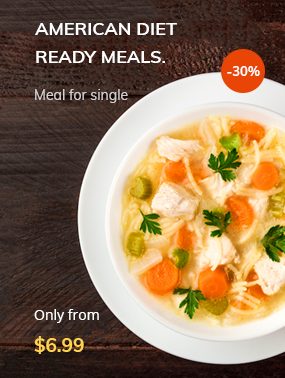 AMERICAN DIET
READY MEALS.
-30%
Meal for single
Only from
$6.99